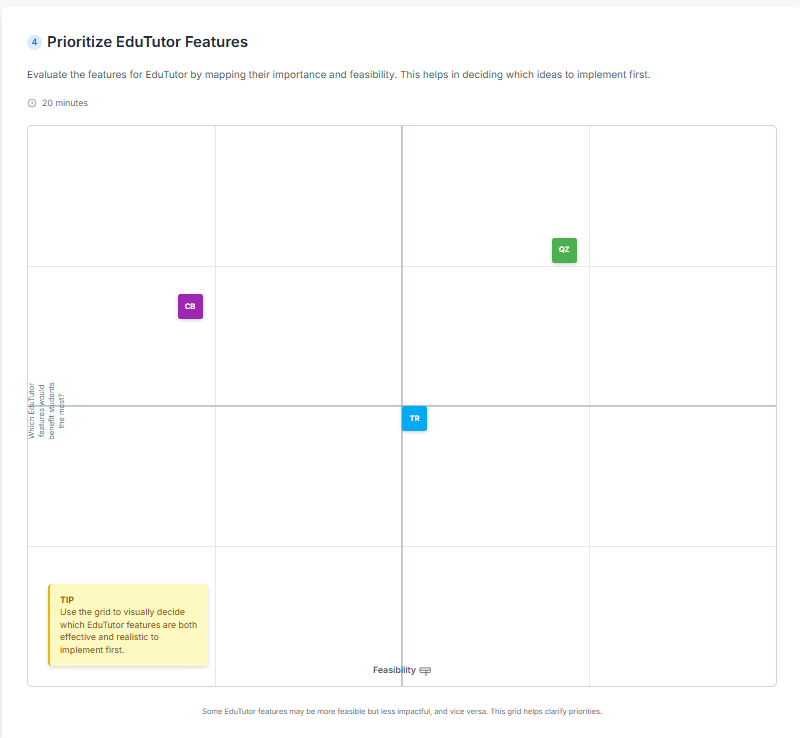 4 Prioritize EduTutor Features
Evaluate the features for EduTutor by mapping their importance and feasibility. This helps in deciding which ideas to implement first.
20 minutes
QZ
CB
Which EduTutor
features would
benefit students
the most?
TR
TIP
Use the grid to visually decide
which EduTutor features are both
effective and realistic to
implement first.
Feasibility
Some EduTutor features may be more feasible but less impactful, and vice versa. This grid helps clarify priorities.